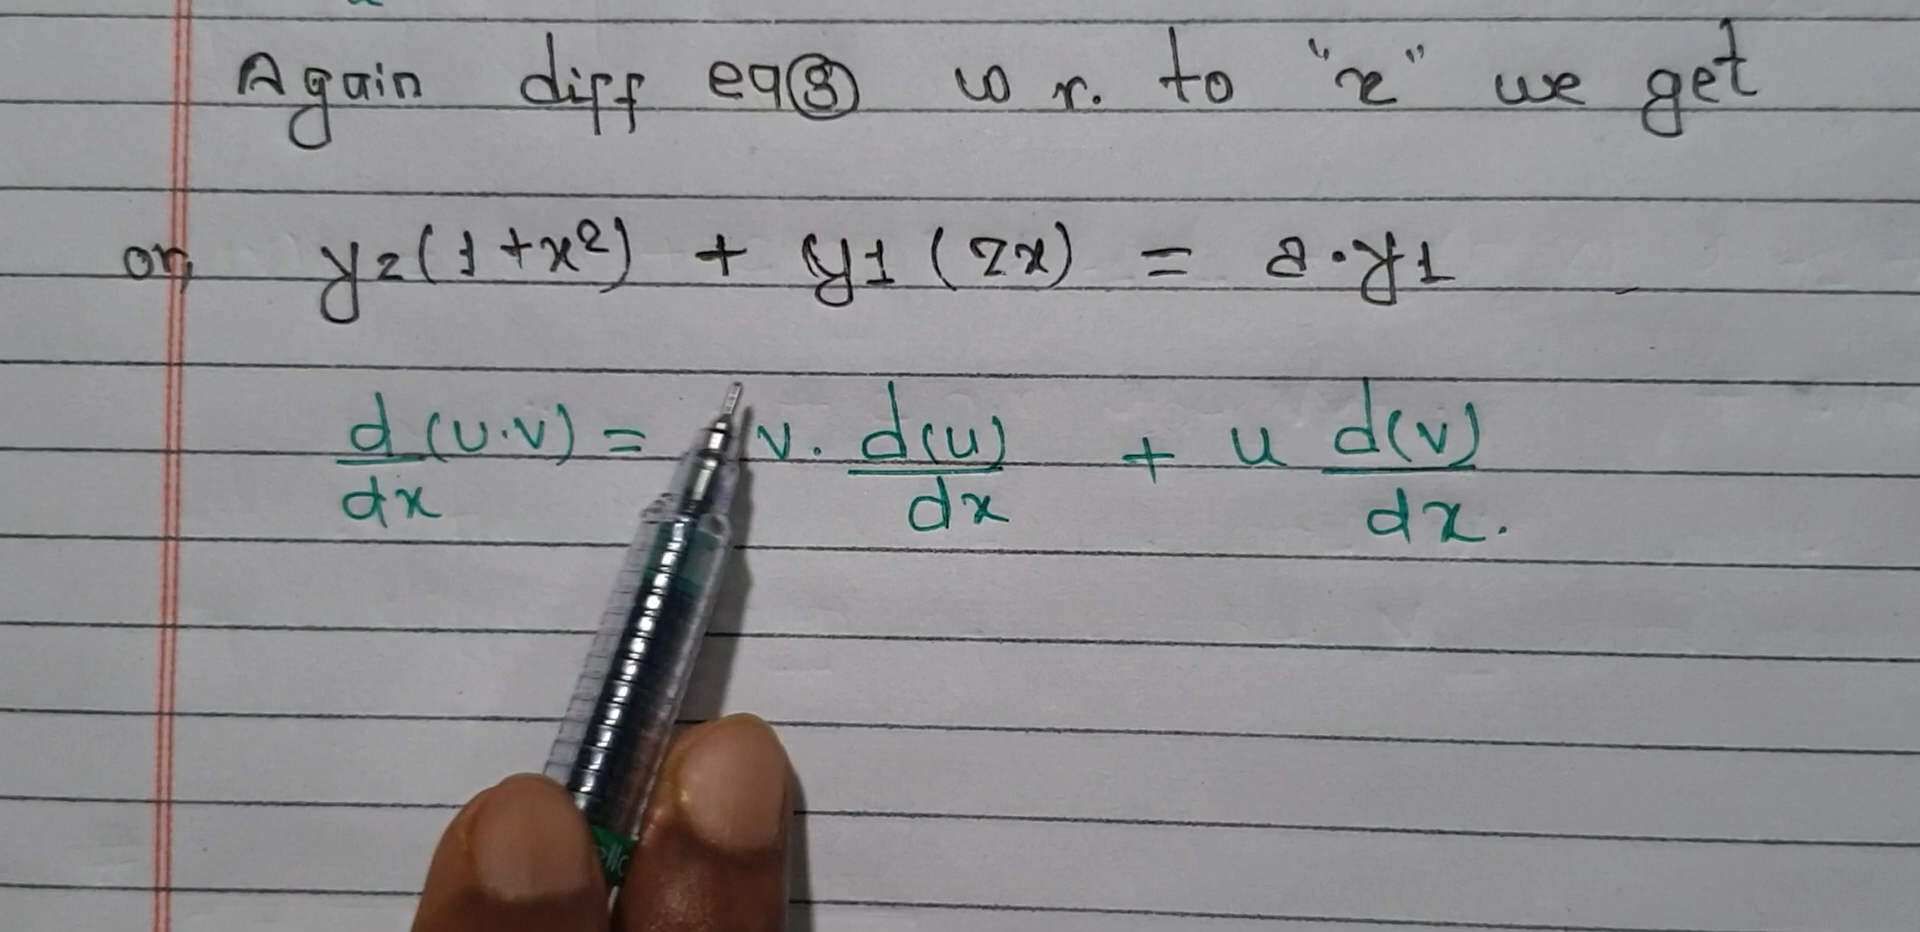 Again diff eq③ w r. to "x" we get
or, y2(1+x²) + y1(2x) = a·y1
d/dx (u·v) = v. d(u)/dx + u d(v)/dx.